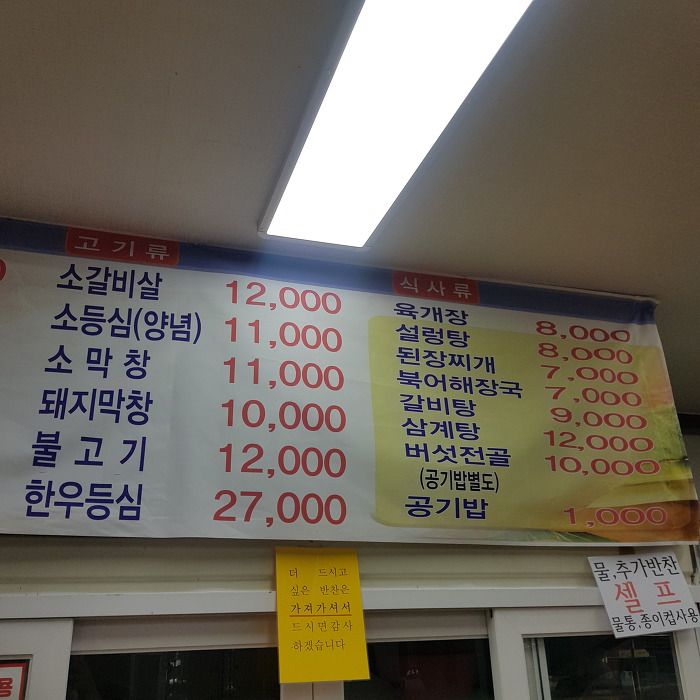 고기류
소갈비살 12,000
소등심(양념) 11,000
소막창 11,000
돼지막창 10,000
불고기 12,000
한우등심 27,000
식사류
육개장 8,000
설렁탕 8,000
된장찌개 7,000
북어해장국 7,000
갈비탕 9,000
삼계탕 12,000
버섯전골 10,000
(공기밥별도)
공기밥 1,000
더 드시고
싶은 반찬은
가져가셔서
드시면감사
하겠습니다
물,추가반찬
셀프
물통,종이컵사용
용